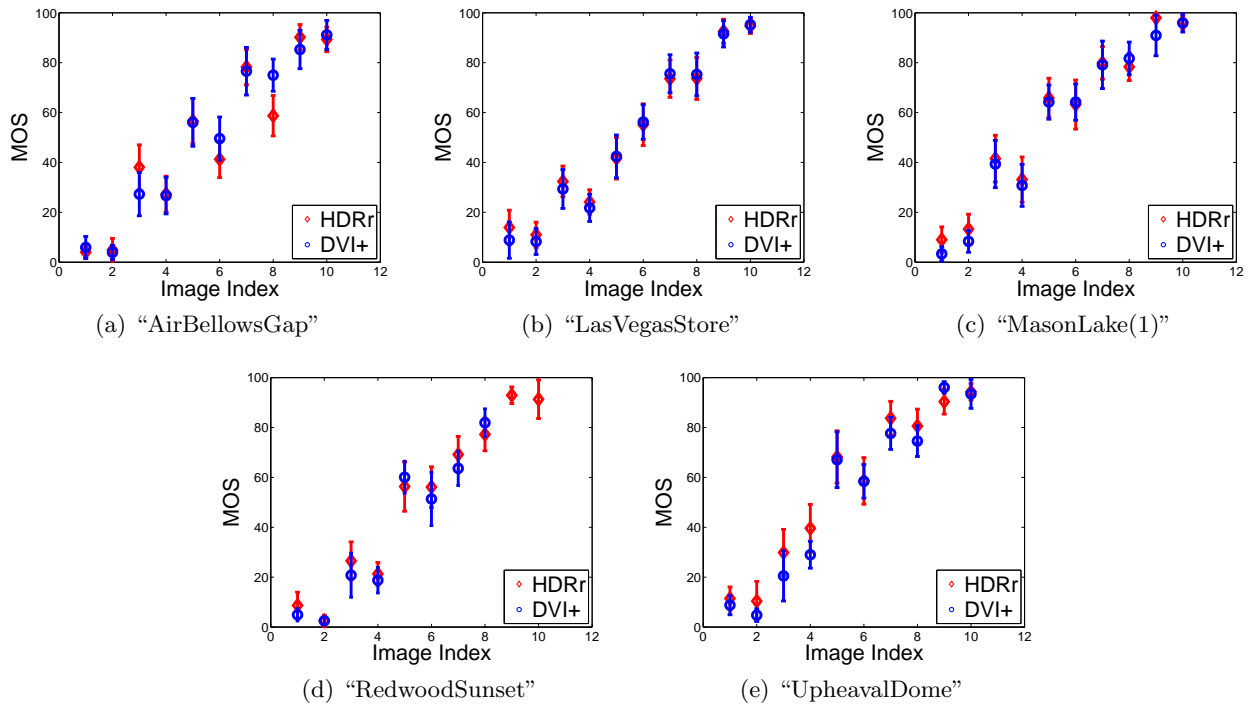 100
80
60
40
20
0
MOS
0 2 4 6 8 10 12
Image Index
HDRr
DVI+
(a) “AirBellowsGap”
100
80
60
40
20
0
MOS
0 2 4 6 8 10 12
Image Index
HDRr
DVI+
(b) “LasVegasStore”
100
80
60
40
20
0
MOS
0 2 4 6 8 10 12
Image Index
HDRr
DVI+
(c) “MasonLake(1)”
100
80
60
40
20
0
MOS
0 2 4 6 8 10 12
Image Index
HDRr
DVI+
(d) “RedwoodSunset”
100
80
60
40
20
0
MOS
0 2 4 6 8 10 12
Image Index
HDRr
DVI+
(e) “UpheavalDome”